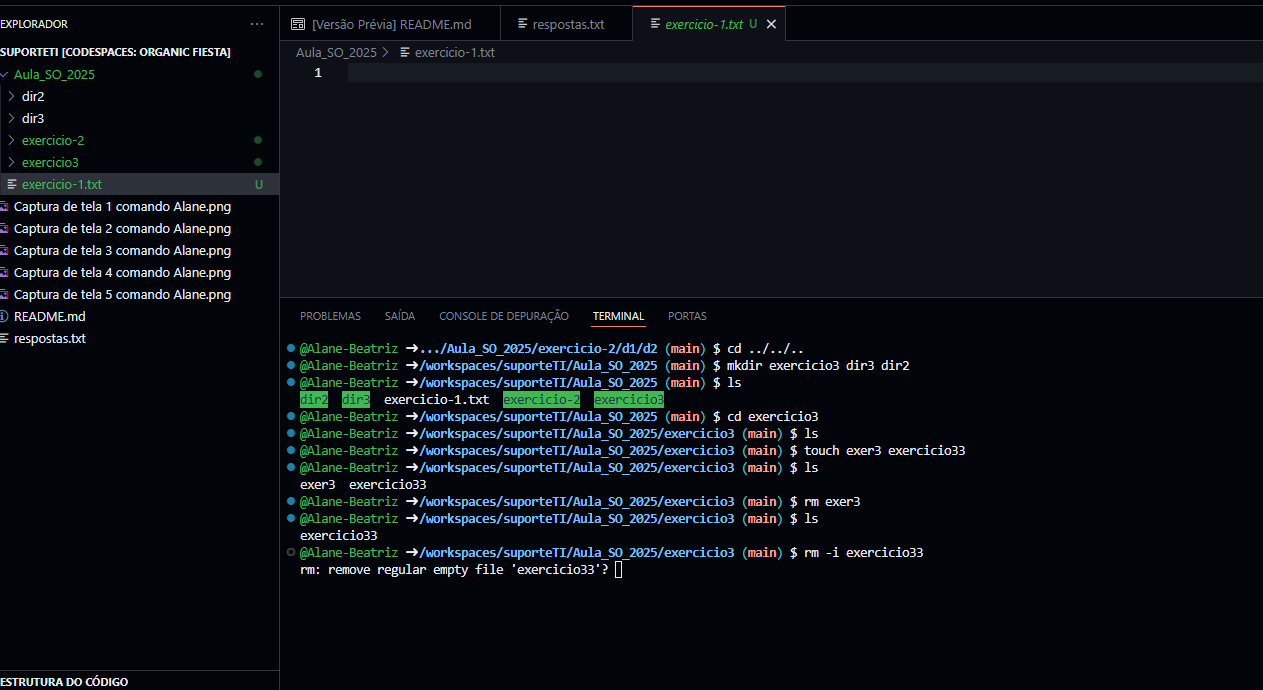 EXPLORADOR ...
SUPORTETI [CODESPACES: ORGANIC FIESTA]
Aula_SO_2025
dir2
dir3
exercicio-2
exercicio3
exercicio-1.txt U
Captura de tela 1 comando Alane.png
Captura de tela 2 comando Alane.png
Captura de tela 3 comando Alane.png
Captura de tela 4 comando Alane.png
Captura de tela 5 comando Alane.png
README.md
respostas.txt
ESTRUTURA DO CÓDIGO
[Versão Prévia] README.md respostas.txt exercicio-1.txt U
Aula_SO_2025 > exercicio-1.txt
1
PROBLEMAS SAÍDA CONSOLE DE DEPURAÇÃO TERMINAL PORTAS
@Alane-Beatriz ➜.../Aula_SO_2025/exercicio-2/d1/d2 (main) $ cd ../../..
@Alane-Beatriz ➜/workspaces/suporteTI/Aula_SO_2025 (main) $ mkdir exercicio3 dir3 dir2
@Alane-Beatriz ➜/workspaces/suporteTI/Aula_SO_2025 (main) $ ls
dir2 dir3 exercicio-1.txt exercicio-2 exercicio3
@Alane-Beatriz ➜/workspaces/suporteTI/Aula_SO_2025 (main) $ cd exercicio3
@Alane-Beatriz ➜/workspaces/suporteTI/Aula_SO_2025/exercicio3 (main) $ ls
@Alane-Beatriz ➜/workspaces/suporteTI/Aula_SO_2025/exercicio3 (main) $ touch exer3 exercicio33
@Alane-Beatriz ➜/workspaces/suporteTI/Aula_SO_2025/exercicio3 (main) $ ls
exer3 exercicio33
@Alane-Beatriz ➜/workspaces/suporteTI/Aula_SO_2025/exercicio3 (main) $ rm exer3
@Alane-Beatriz ➜/workspaces/suporteTI/Aula_SO_2025/exercicio3 (main) $ ls
exercicio33
@Alane-Beatriz ➜/workspaces/suporteTI/Aula_SO_2025/exercicio3 (main) $ rm -i exercicio33
rm: remove regular empty file 'exercicio33'?